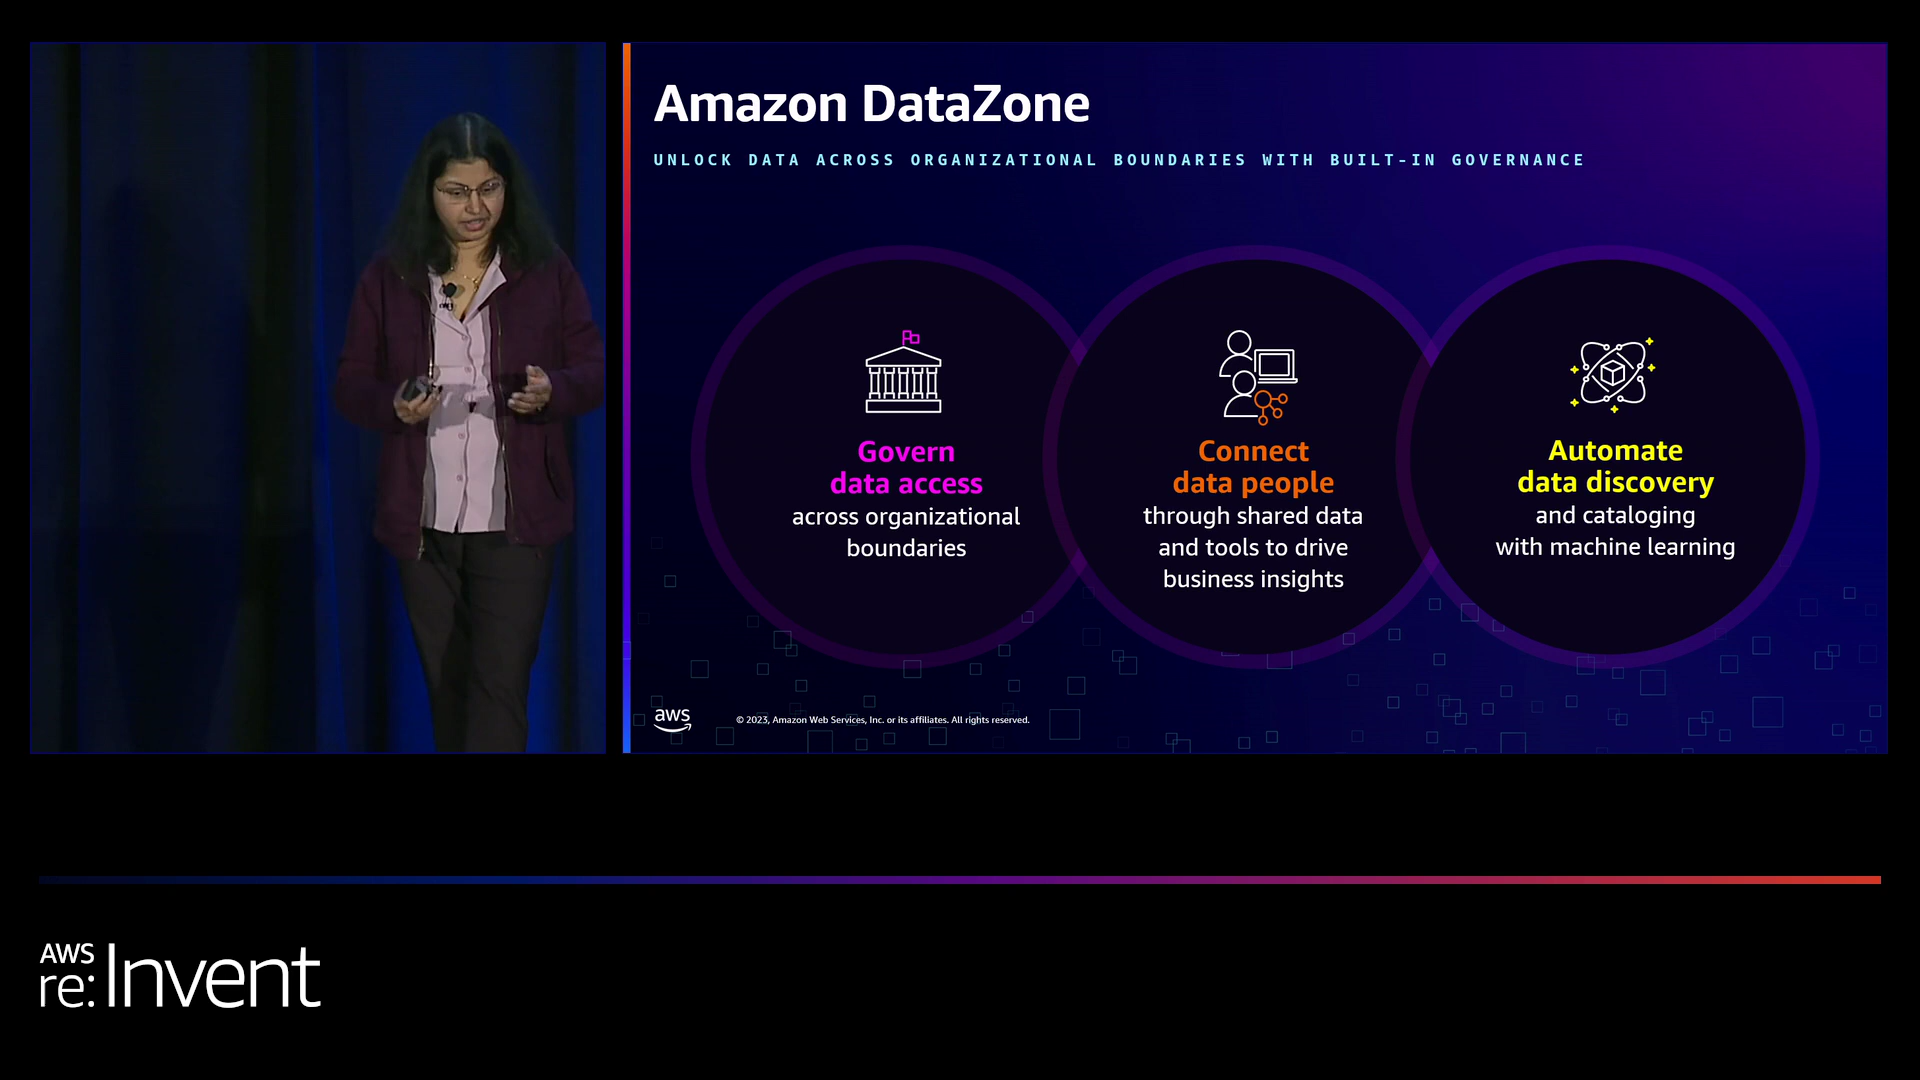 Amazon DataZone
UNLOCK DATA ACROSS ORGANIZATIONAL BOUNDARIES WITH BUILT-IN GOVERNANCE
Govern
data access
across organizational
boundaries
Connect
data people
through shared data
and tools to drive
business insights
Automate
data discovery
and cataloging
with machine learning
aws
© 2023, Amazon Web Services, Inc. or its affiliates. All rights reserved.
AWS
re:Invent